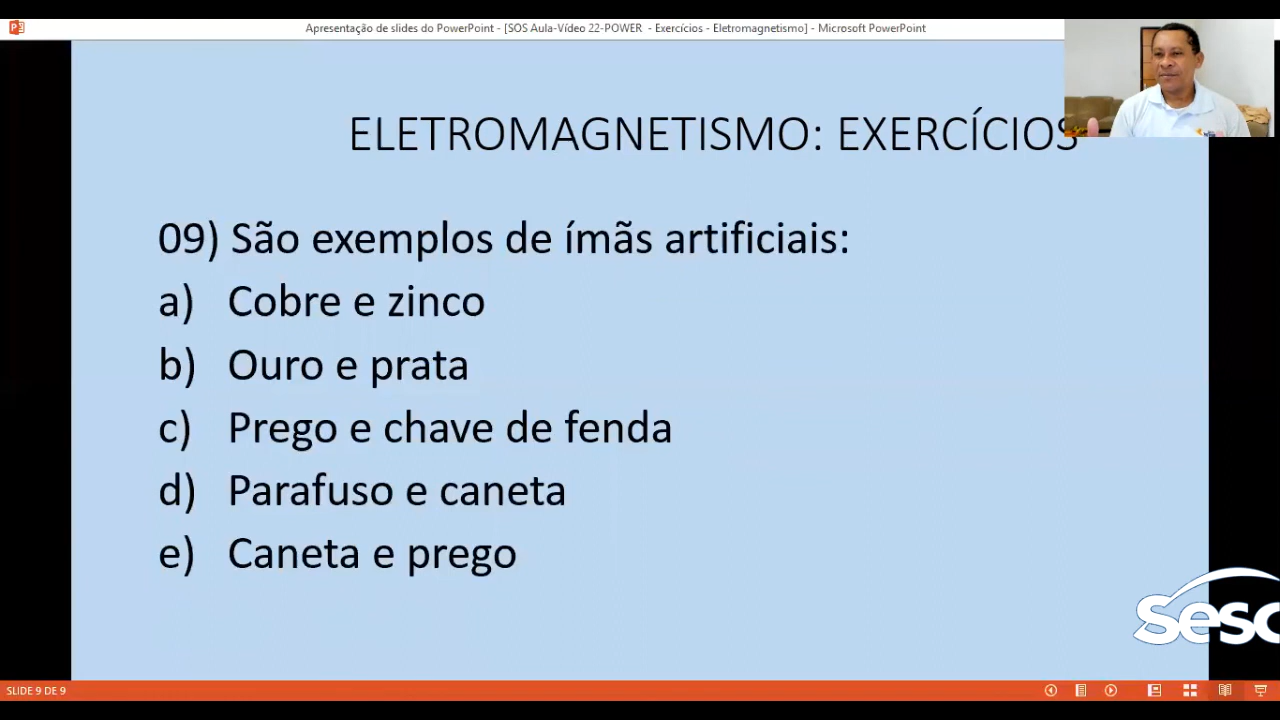 Apresentação de slides do PowerPoint - [SOS Aula-Vídeo 22-POWER - Exercícios - Eletromagnetismo] - Microsoft PowerPoint
ELETROMAGNETISMO: EXERCÍCIOS
09) São exemplos de ímãs artificiais:
a) Cobre e zinco
b) Ouro e prata
c) Prego e chave de fenda
d) Parafuso e caneta
e) Caneta e prego
Sesc
SLIDE 9 DE 9